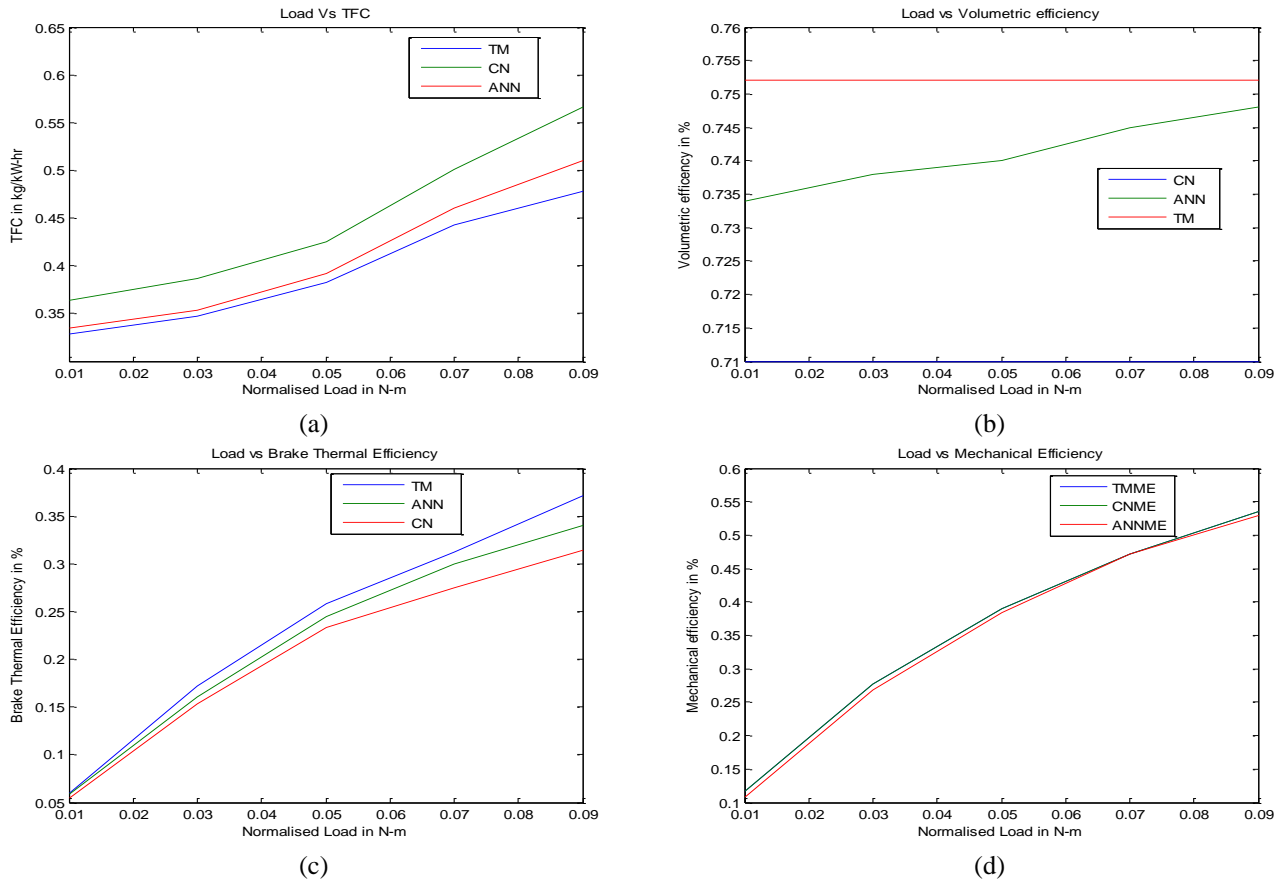 Load Vs TFC
TFC in kg/kW-hr
0.65
0.6
0.55
0.5
0.45
0.4
0.35
TM
CN
ANN
0.01 0.02 0.03 0.04 0.05 0.06 0.07 0.08 0.09
Normalised Load in N-m
(a)
Load vs Volumetric efficiency
Volumetric efficency in %
0.76
0.755
0.75
0.745
0.74
0.735
0.73
0.725
0.72
0.715
0.71
CN
ANN
TM
0.01 0.02 0.03 0.04 0.05 0.06 0.07 0.08 0.09
Normalised Load in N-m
(b)
Load vs Brake Thermal Efficiency
Brake Thermal Efficiency in %
0.4
0.35
0.3
0.25
0.2
0.15
0.1
0.05
TM
ANN
CN
0.01 0.02 0.03 0.04 0.05 0.06 0.07 0.08 0.09
Normalised Load in N-m
(c)
Load vs Mechanical Efficiency
Mechanical efficiency in %
0.6
0.55
0.5
0.45
0.4
0.35
0.3
0.25
0.2
0.15
0.1
TMME
CNME
ANNME
0.01 0.02 0.03 0.04 0.05 0.06 0.07 0.08 0.09
Normalised Load in N-m
(d)